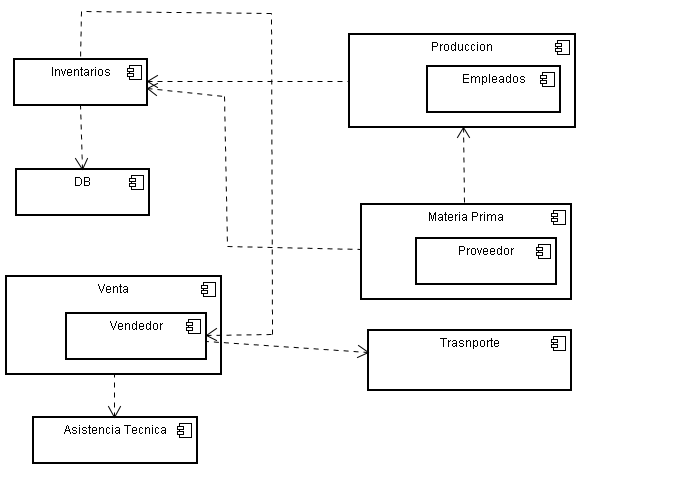 Produccion
Inventarios
Empleados
DB
Materia Prima
Proveedor
Venta
Vendedor
Trasnporte
Asistencia Tecnica